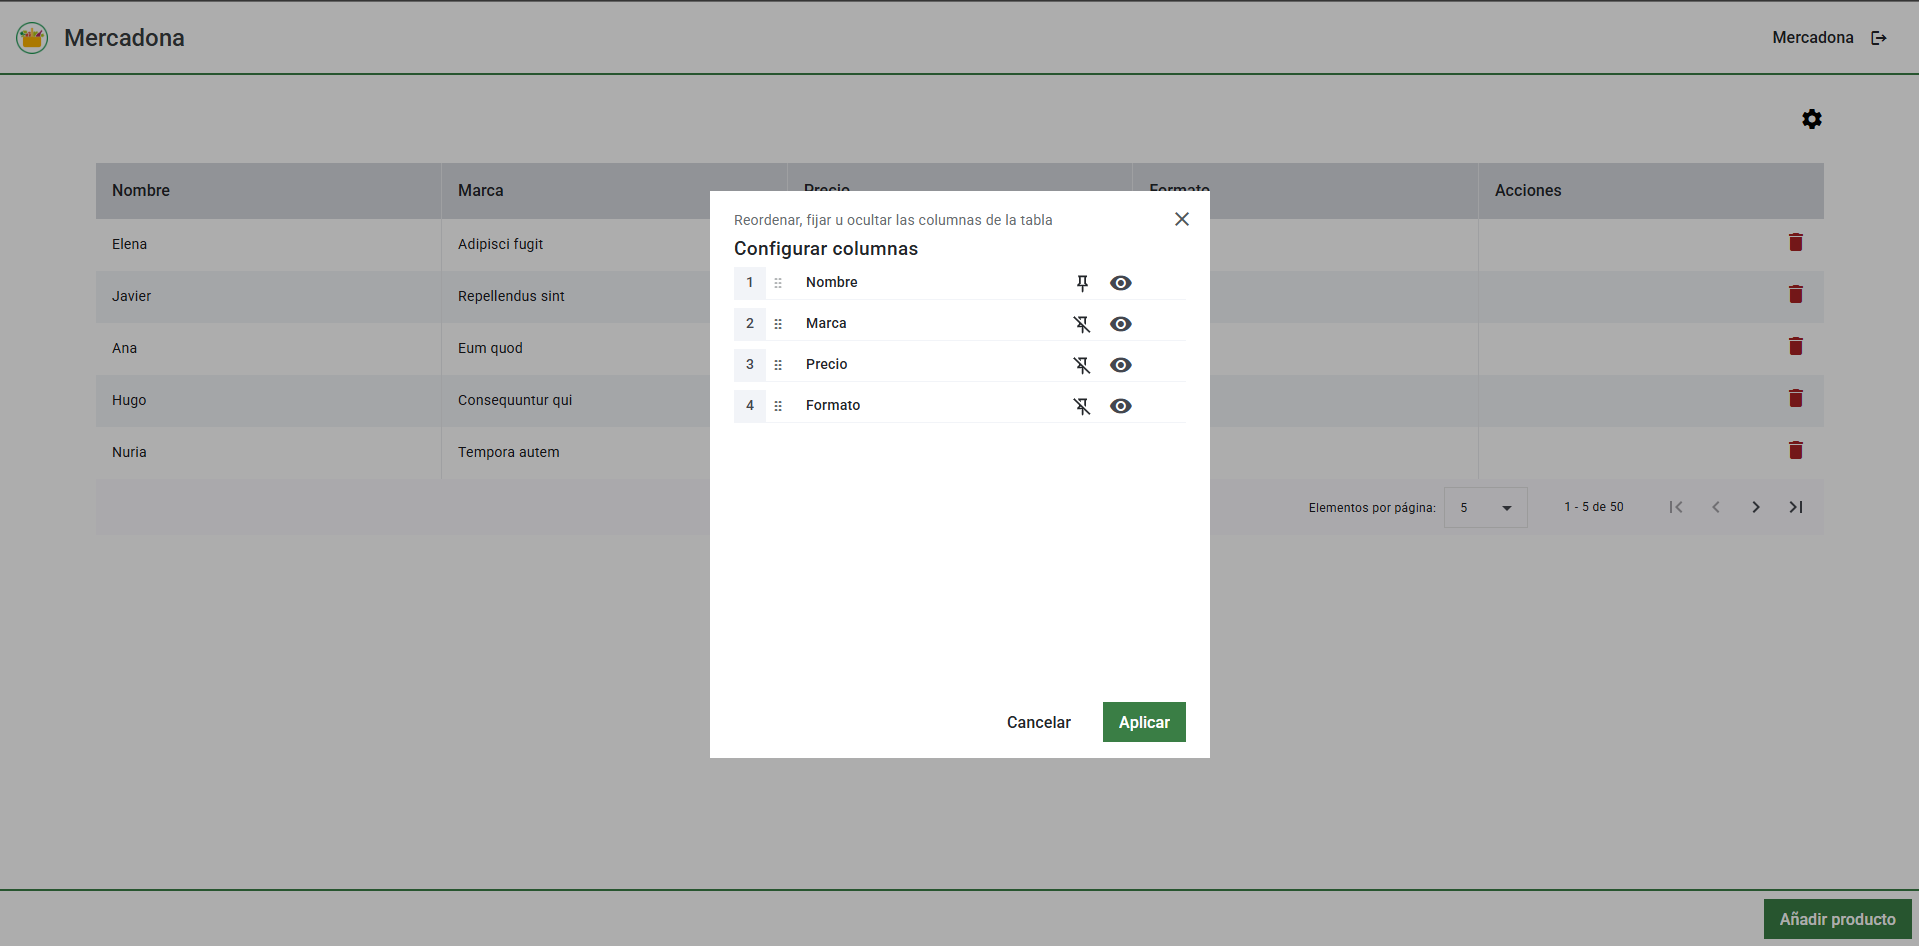 Mercadona
Mercadona
Nombre Marca Precio Formato Acciones
Elena Adipisci fugit
Javier Repellendus sint
Ana Eum quod
Hugo Consequuntur qui
Nuria Tempora autem
Elementos por página: 5 1 - 5 de 50
Reordenar, fijar u ocultar las columnas de la tabla
Configurar columnas
1 Nombre
2 Marca
3 Precio
4 Formato
Cancelar Aplicar
Añadir producto